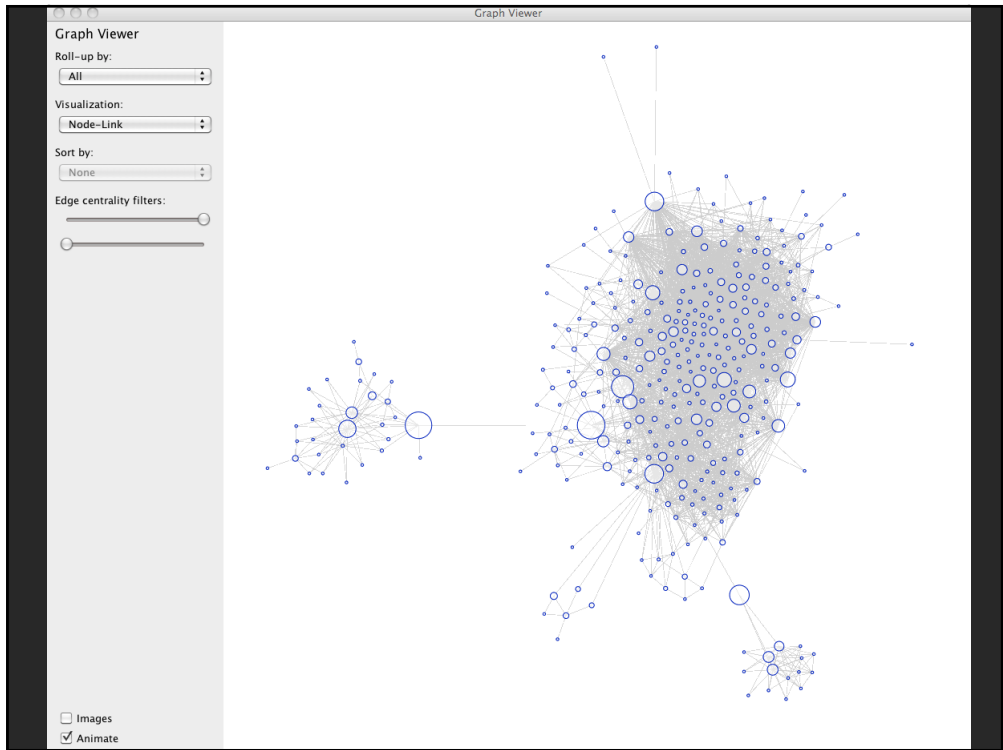 Graph Viewer
Graph Viewer
Roll-up by:
All
Visualization:
Node-Link
Sort by:
None
Edge centrality filters:
Images
Animate